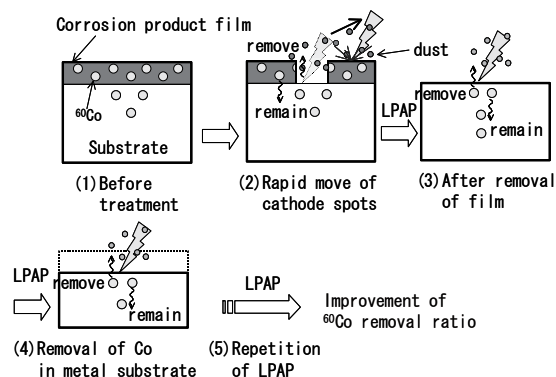 Corrosion product film
⁶⁰Co
Substrate
(1)Before
treatment
remove
dust
remain
(2)Rapid move of
cathode spots
LPAP
remove
remain
(3)After removal
of film
LPAP
remove
remain
(4)Removal of Co
in metal substrate
LPAP
(5)Repetition
of LPAP
Improvement of
⁶⁰Co removal ratio